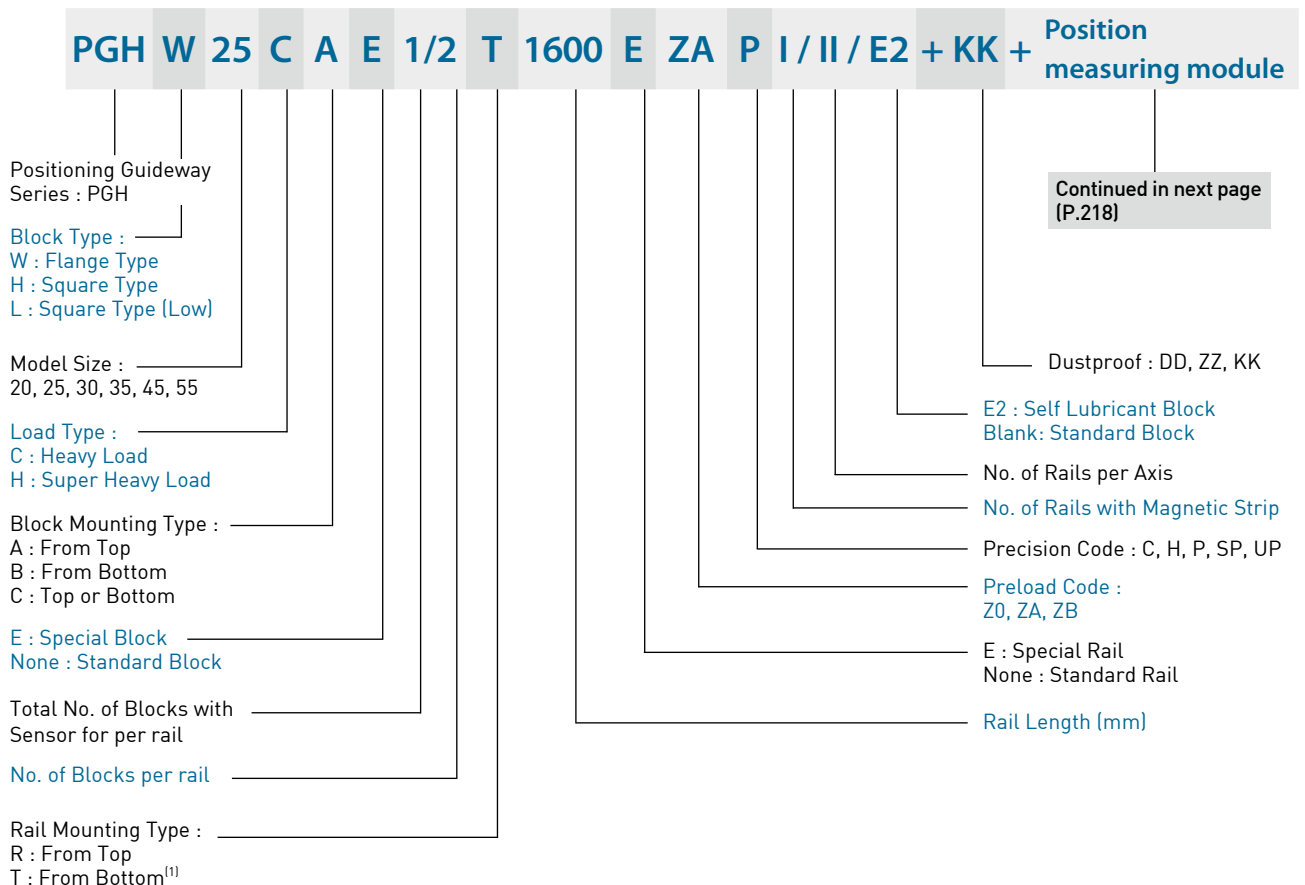 PGH W 25 C A E 1/2 T 1600 E ZA P I / II / E2 + KK + Position
measuring module
Positioning Guideway
Series : PGH
Block Type :
W : Flange Type
H : Square Type
L : Square Type (Low)
Model Size :
20, 25, 30, 35, 45, 55
Load Type :
C : Heavy Load
H : Super Heavy Load
Block Mounting Type :
A : From Top
B : From Bottom
C : Top or Bottom
E : Special Block
None : Standard Block
Total No. of Blocks with
Sensor for per rail
No. of Blocks per rail
Rail Mounting Type :
R : From Top
T : From Bottom(1)
Continued in next page
(P.218)
Dustproof : DD, ZZ, KK
E2 : Self Lubricant Block
Blank: Standard Block
No. of Rails per Axis
No. of Rails with Magnetic Strip
Precision Code : C, H, P, SP, UP
Preload Code :
Z0, ZA, ZB
E : Special Rail
None : Standard Rail
Rail Length (mm)